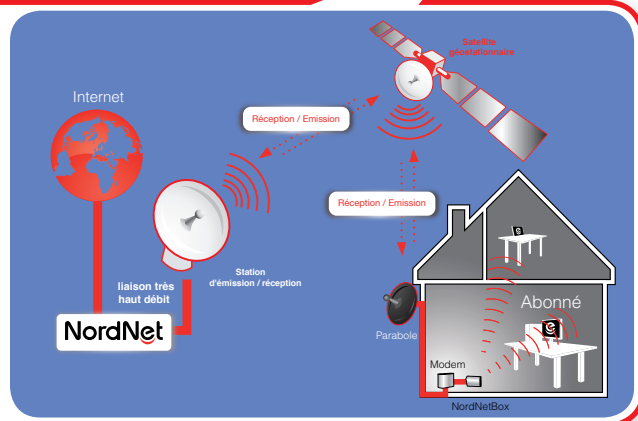 Satellite
géostationnaire
Internet
Réception / Emission
Réception / Emission
Station
d'émission / réception
liaison très
haut débit
NordNet
Abonné
Parabole
Modem
NordNetBox